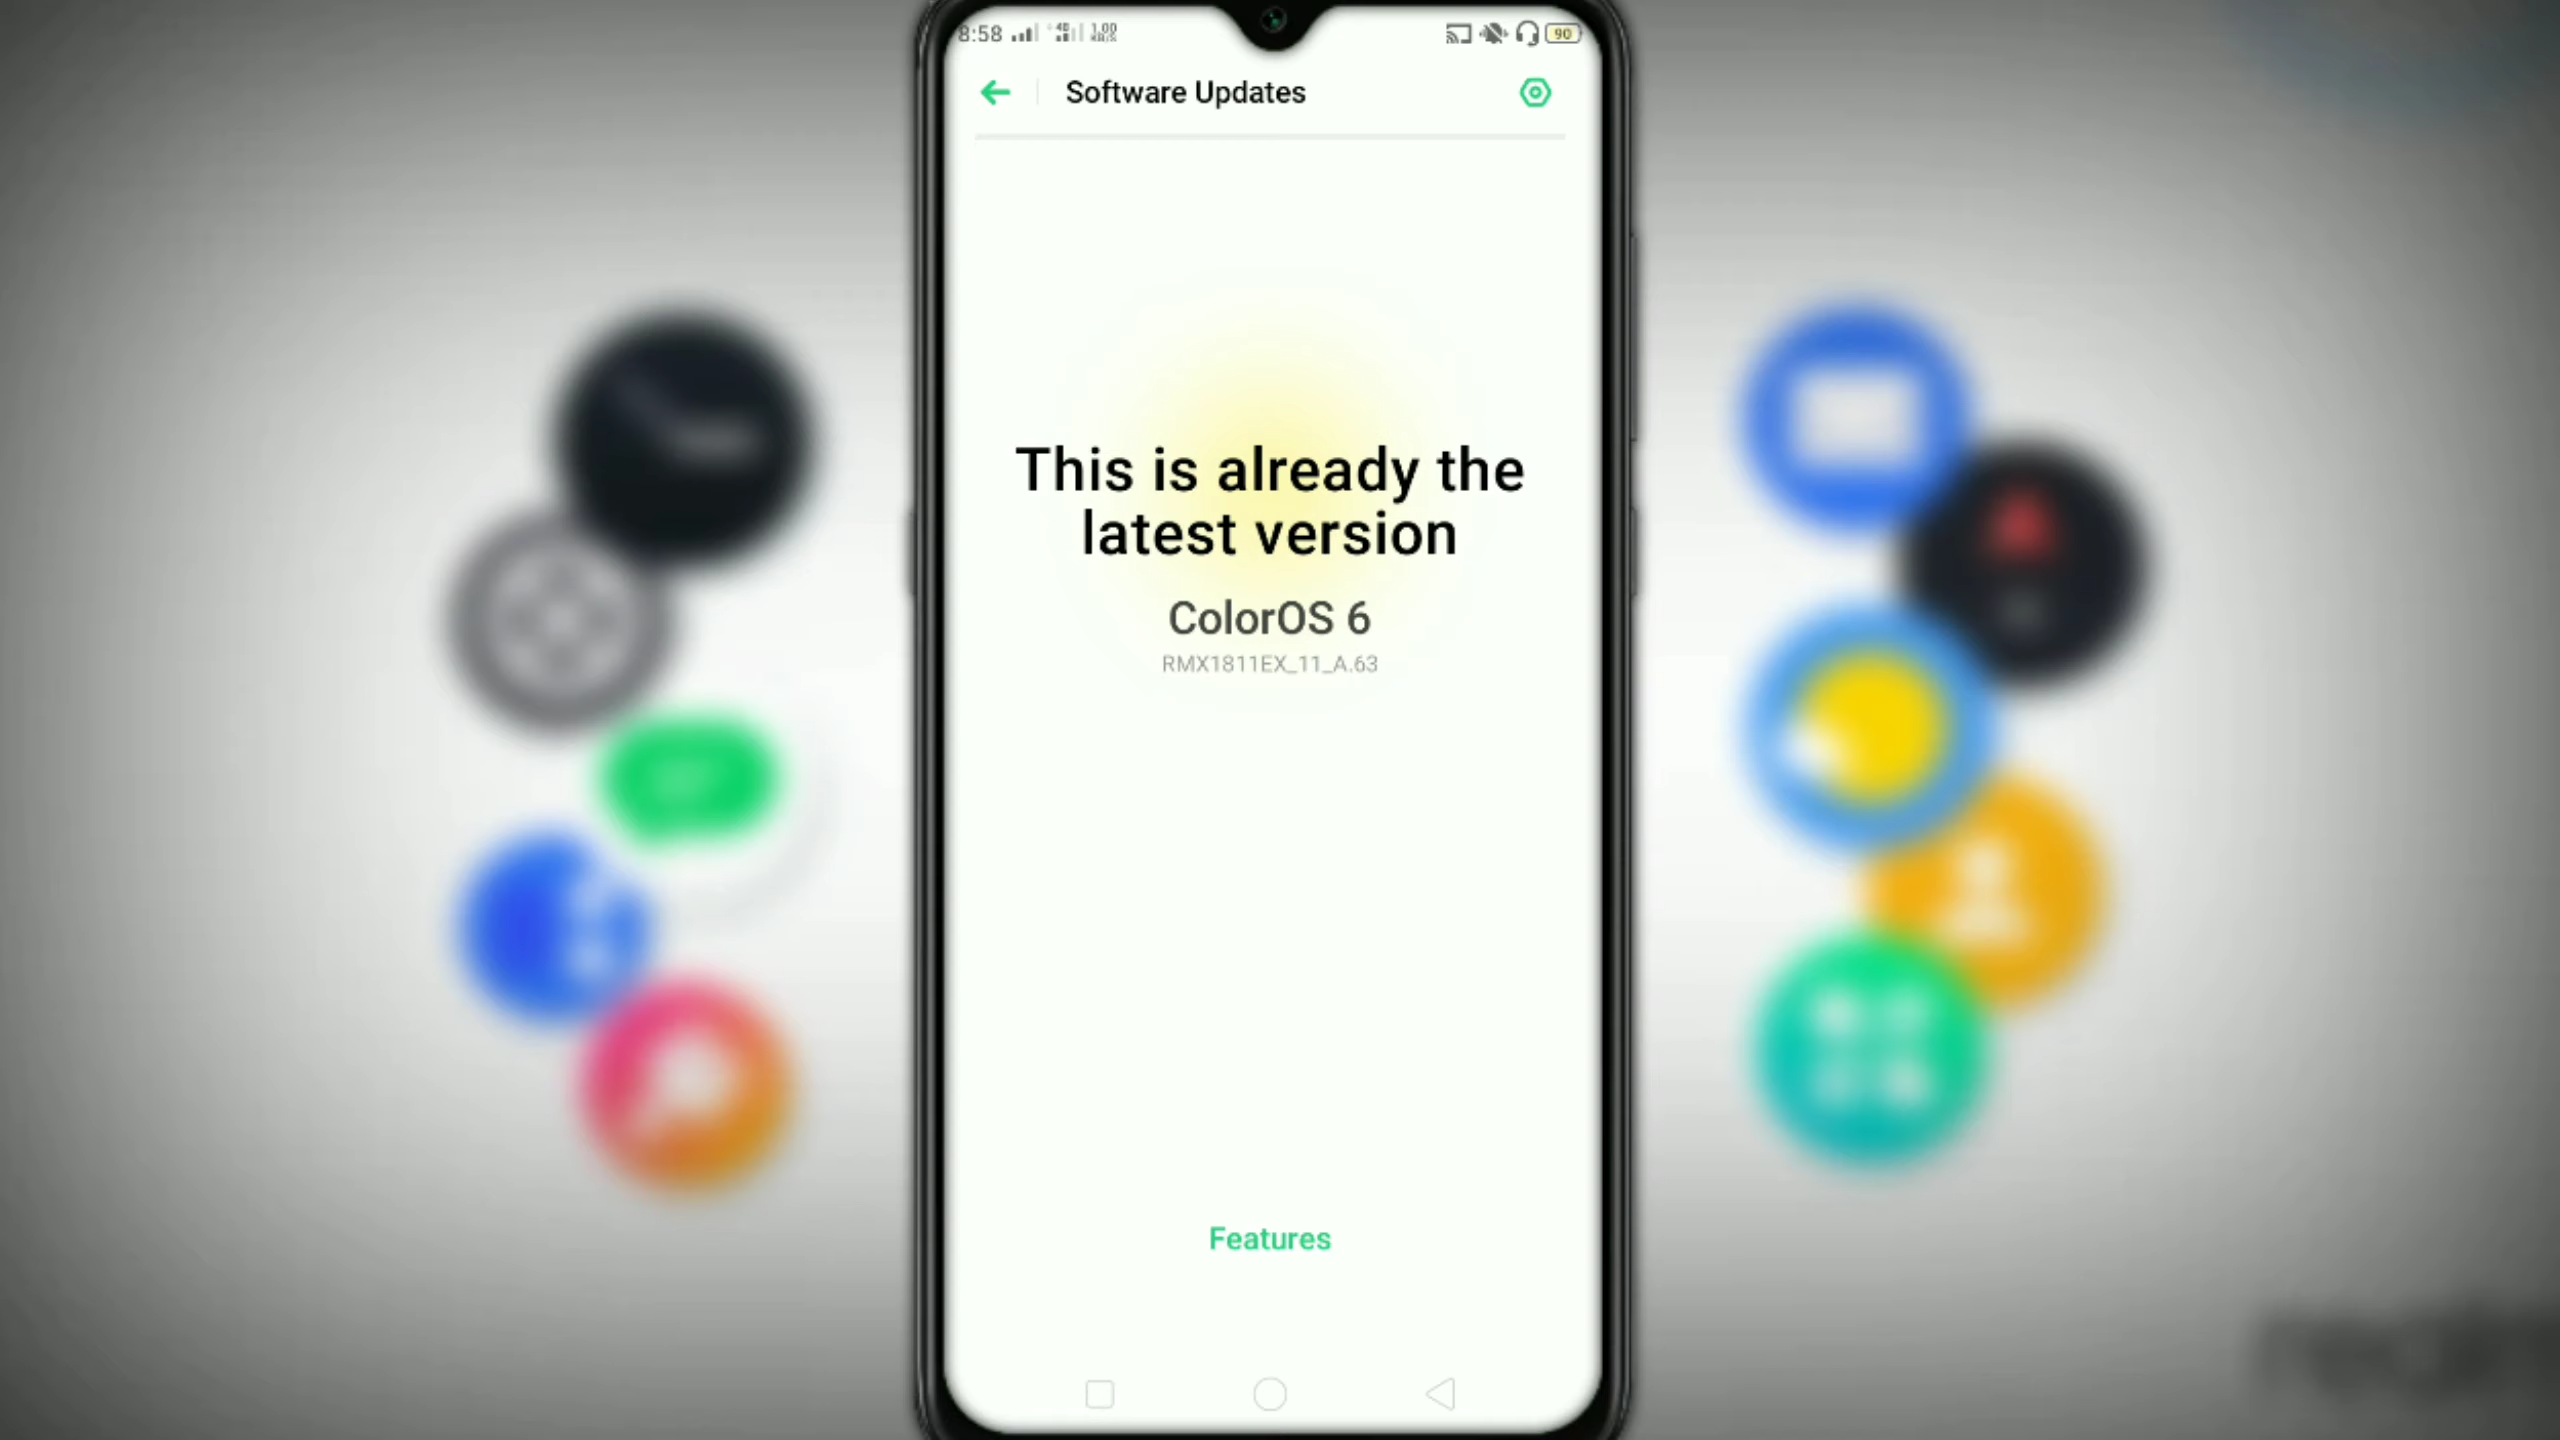 8:58
90
Software Updates
This is already the
latest version
ColorOS 6
RMX1811EX_11_A.63
Features